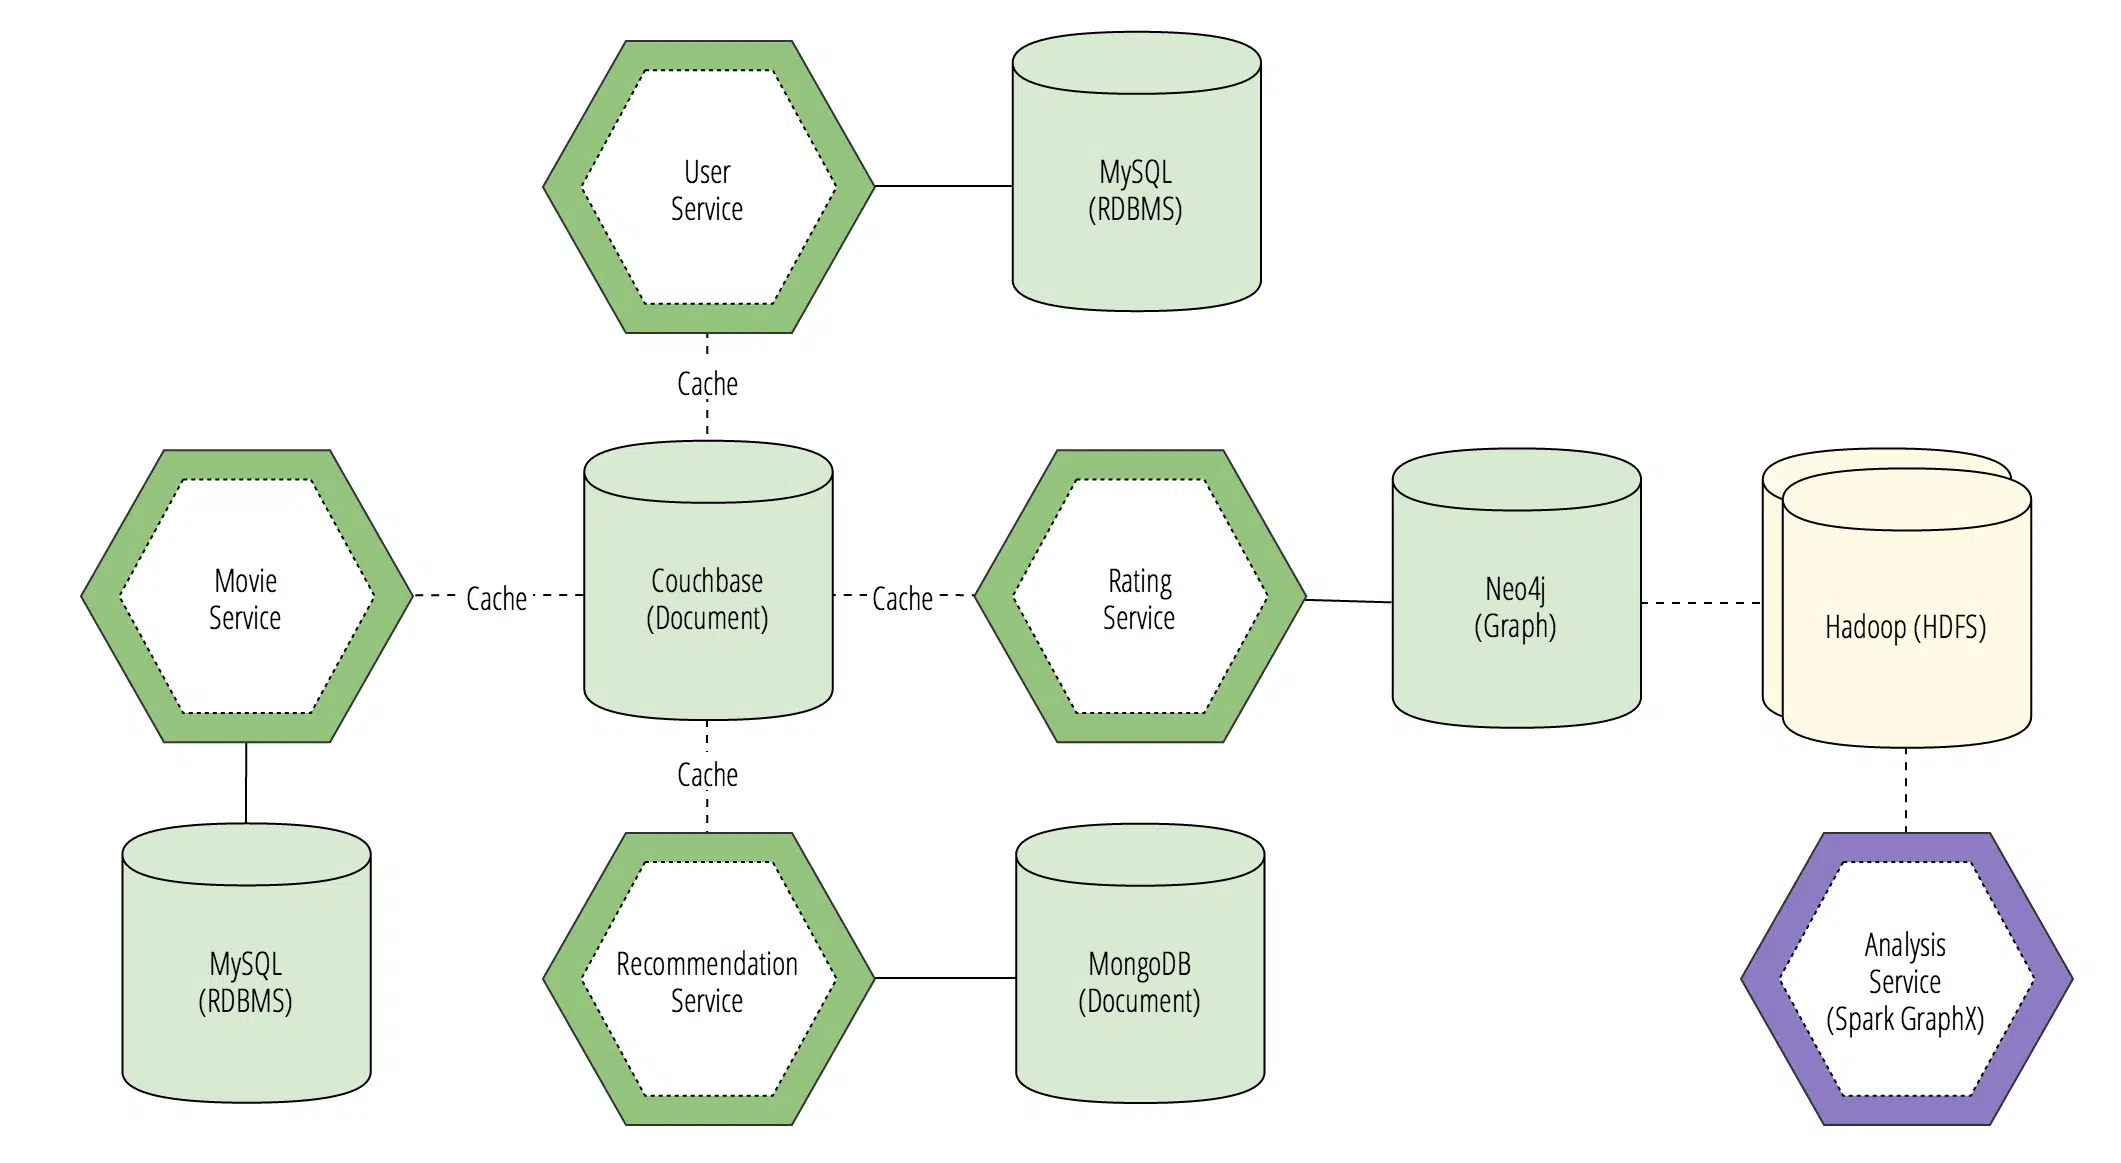 User
Service
MySQL
(RDBMS)
Cache
Movie
Service
Cache
Couchbase
(Document)
Cache
Rating
Service
Neo4j
(Graph)
Hadoop (HDFS)
Cache
MySQL
(RDBMS)
Recommendation
Service
MongoDB
(Document)
Analysis
Service
(Spark GraphX)